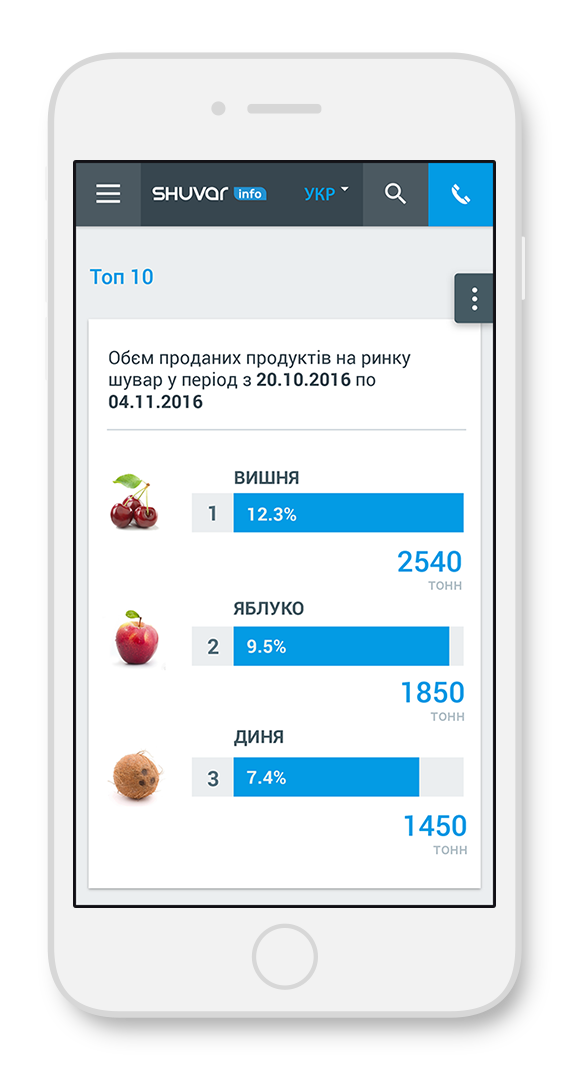 SHUVAR info УКР
Топ 10
Обєм проданих продуктів на ринку
шувар у період з 20.10.2016 по
04.11.2016
ВИШНЯ
1 12.3%
2540
тонн
ЯБЛУКО
2 9.5%
1850
тонн
ДИНЯ
3 7.4%
1450
тонн